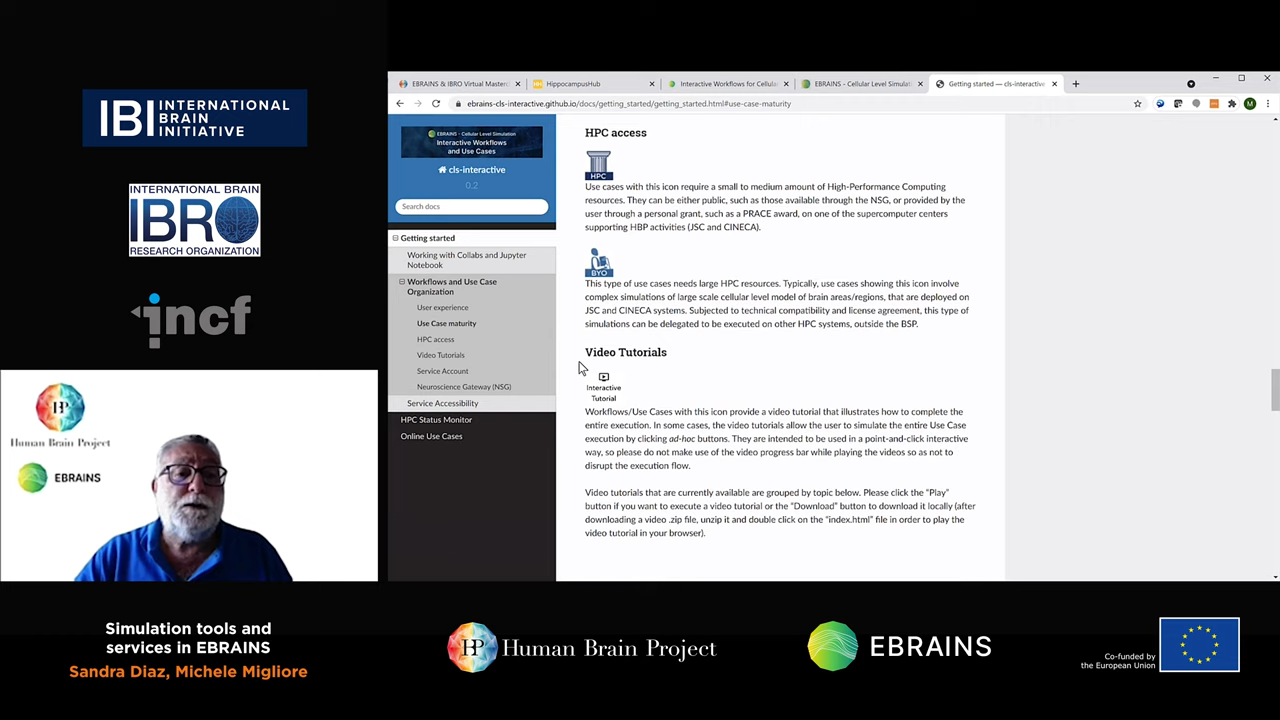 IBI INTERNATIONAL
BRAIN
INITIATIVE
INTERNATIONAL BRAIN
IBRO
RESEARCH ORGANIZATION
incf
Human Brain Project
EBRAINS
Simulation tools and
services in EBRAINS
Sandra Diaz, Michele Migliore
EBRAINS & IBRO Virtual Master
HippocampusHub
Interactive Workflows for Cellula
EBRAINS - Cellular Level Simulati
Getting started — cls-interactive
ebrains-cls-interactive.github.io/docs/getting_started/getting_started.html#use-case-maturity
EBRAINS - Cellular Level Simulation
Interactive Workflows
and Use Cases
cls-interactive
0.2
Search docs
Getting started
Working with Collabs and Jupyter
Notebook
Workflows and Use Case
Organization
User experience
Use Case maturity
HPC access
Video Tutorials
Service Account
Neuroscience Gateway (NSG)
Service Accessibility
HPC Status Monitor
Online Use Cases
HPC access
HPC
Use cases with this icon require a small to medium amount of High-Performance Computing
resources. They can be either public, such as those available through the NSG, or provided by the
user through a personal grant, such as a PRACE award, on one of the supercomputer centers
supporting HBP activities (JSC and CINECA).
BYO
This type of use cases needs large HPC resources. Typically, use cases showing this icon involve
complex simulations of large scale cellular level model of brain areas/regions, that are deployed on
JSC and CINECA systems. Subjected to technical compatibility and license agreement, this type of
simulations can be delegated to be executed on other HPC systems, outside the BSP.
Video Tutorials
Interactive
Tutorial
Workflows/Use Cases with this icon provide a video tutorial that illustrates how to complete the
entire execution. In some cases, the video tutorials allow the user to simulate the entire Use Case
execution by clicking ad-hoc buttons. They are intended to be used in a point-and-click interactive
way, so please do not make use of the video progress bar while playing the videos so as not to
disrupt the execution flow.
Video tutorials that are currently available are grouped by topic below. Please click the "Play"
button if you want to execute a video tutorial or the "Download" button to download it locally (after
downloading a video .zip file, unzip it and double click on the "index.html" file in order to play the
video tutorial in your browser).
Human Brain Project
EBRAINS
Co-funded by
the European Union